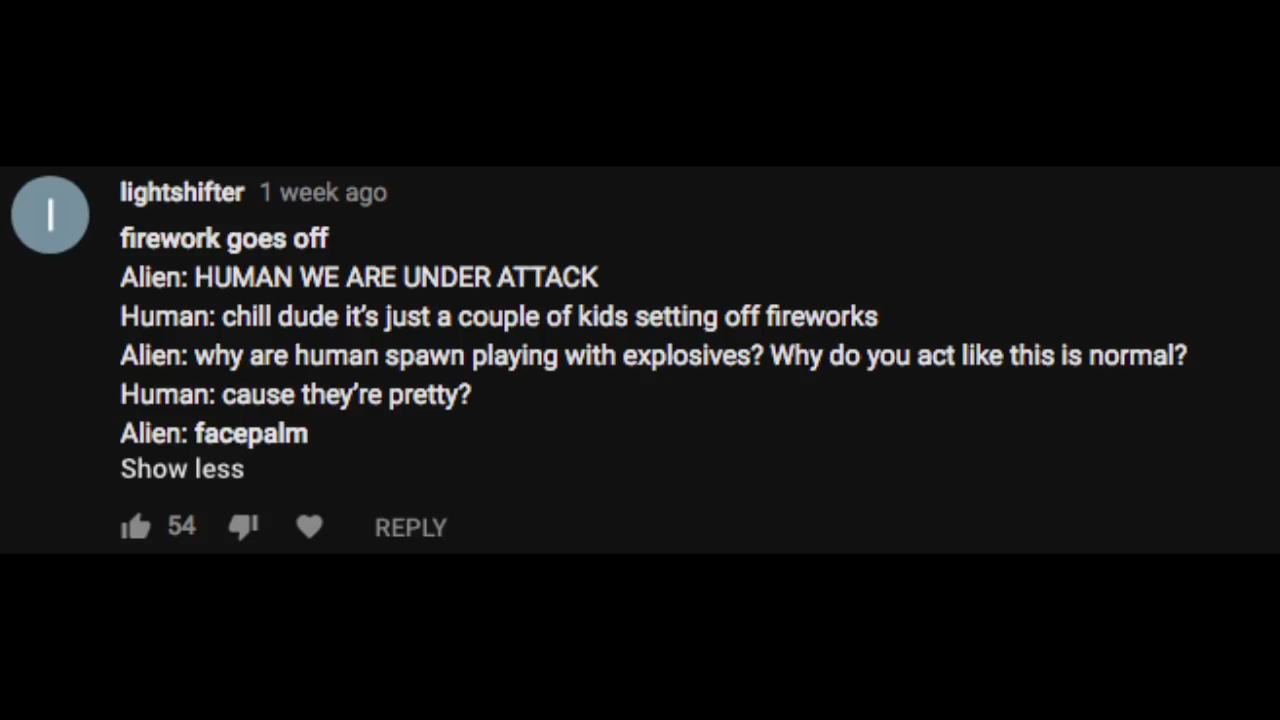 l
lightshifter 1 week ago
firework goes off
Alien: HUMAN WE ARE UNDER ATTACK
Human: chill dude it's just a couple of kids setting off fireworks
Alien: why are human spawn playing with explosives? Why do you act like this is normal?
Human: cause they're pretty?
Alien: facepalm
Show less
54 REPLY